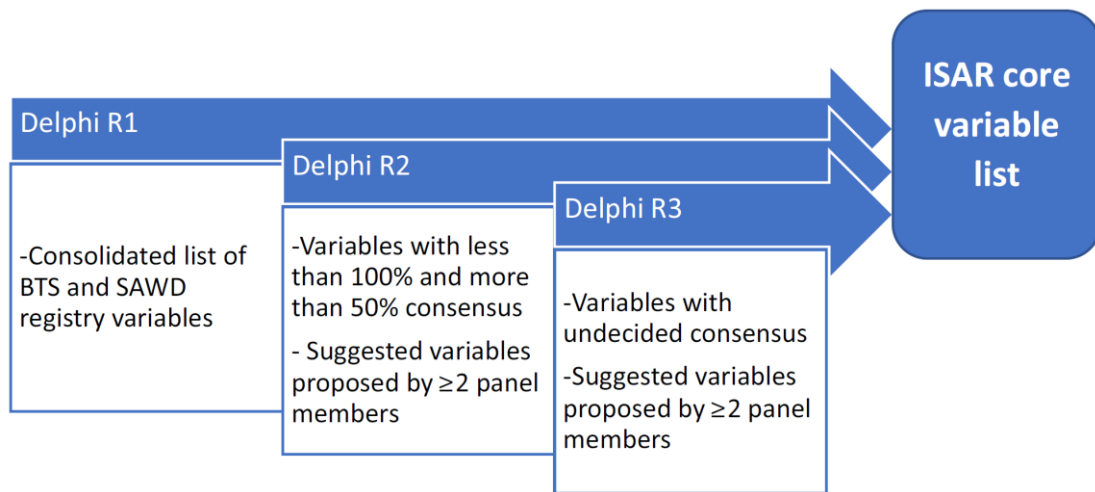 Delphi R1
-Consolidated list of
BTS and SAWD
registry variables
Delphi R2
-Variables with less
than 100% and more
than 50% consensus
- Suggested variables
proposed by ≥2 panel
members
Delphi R3
-Variables with
undecided consensus
-Suggested variables
proposed by ≥2 panel
members
ISAR core
variable
list